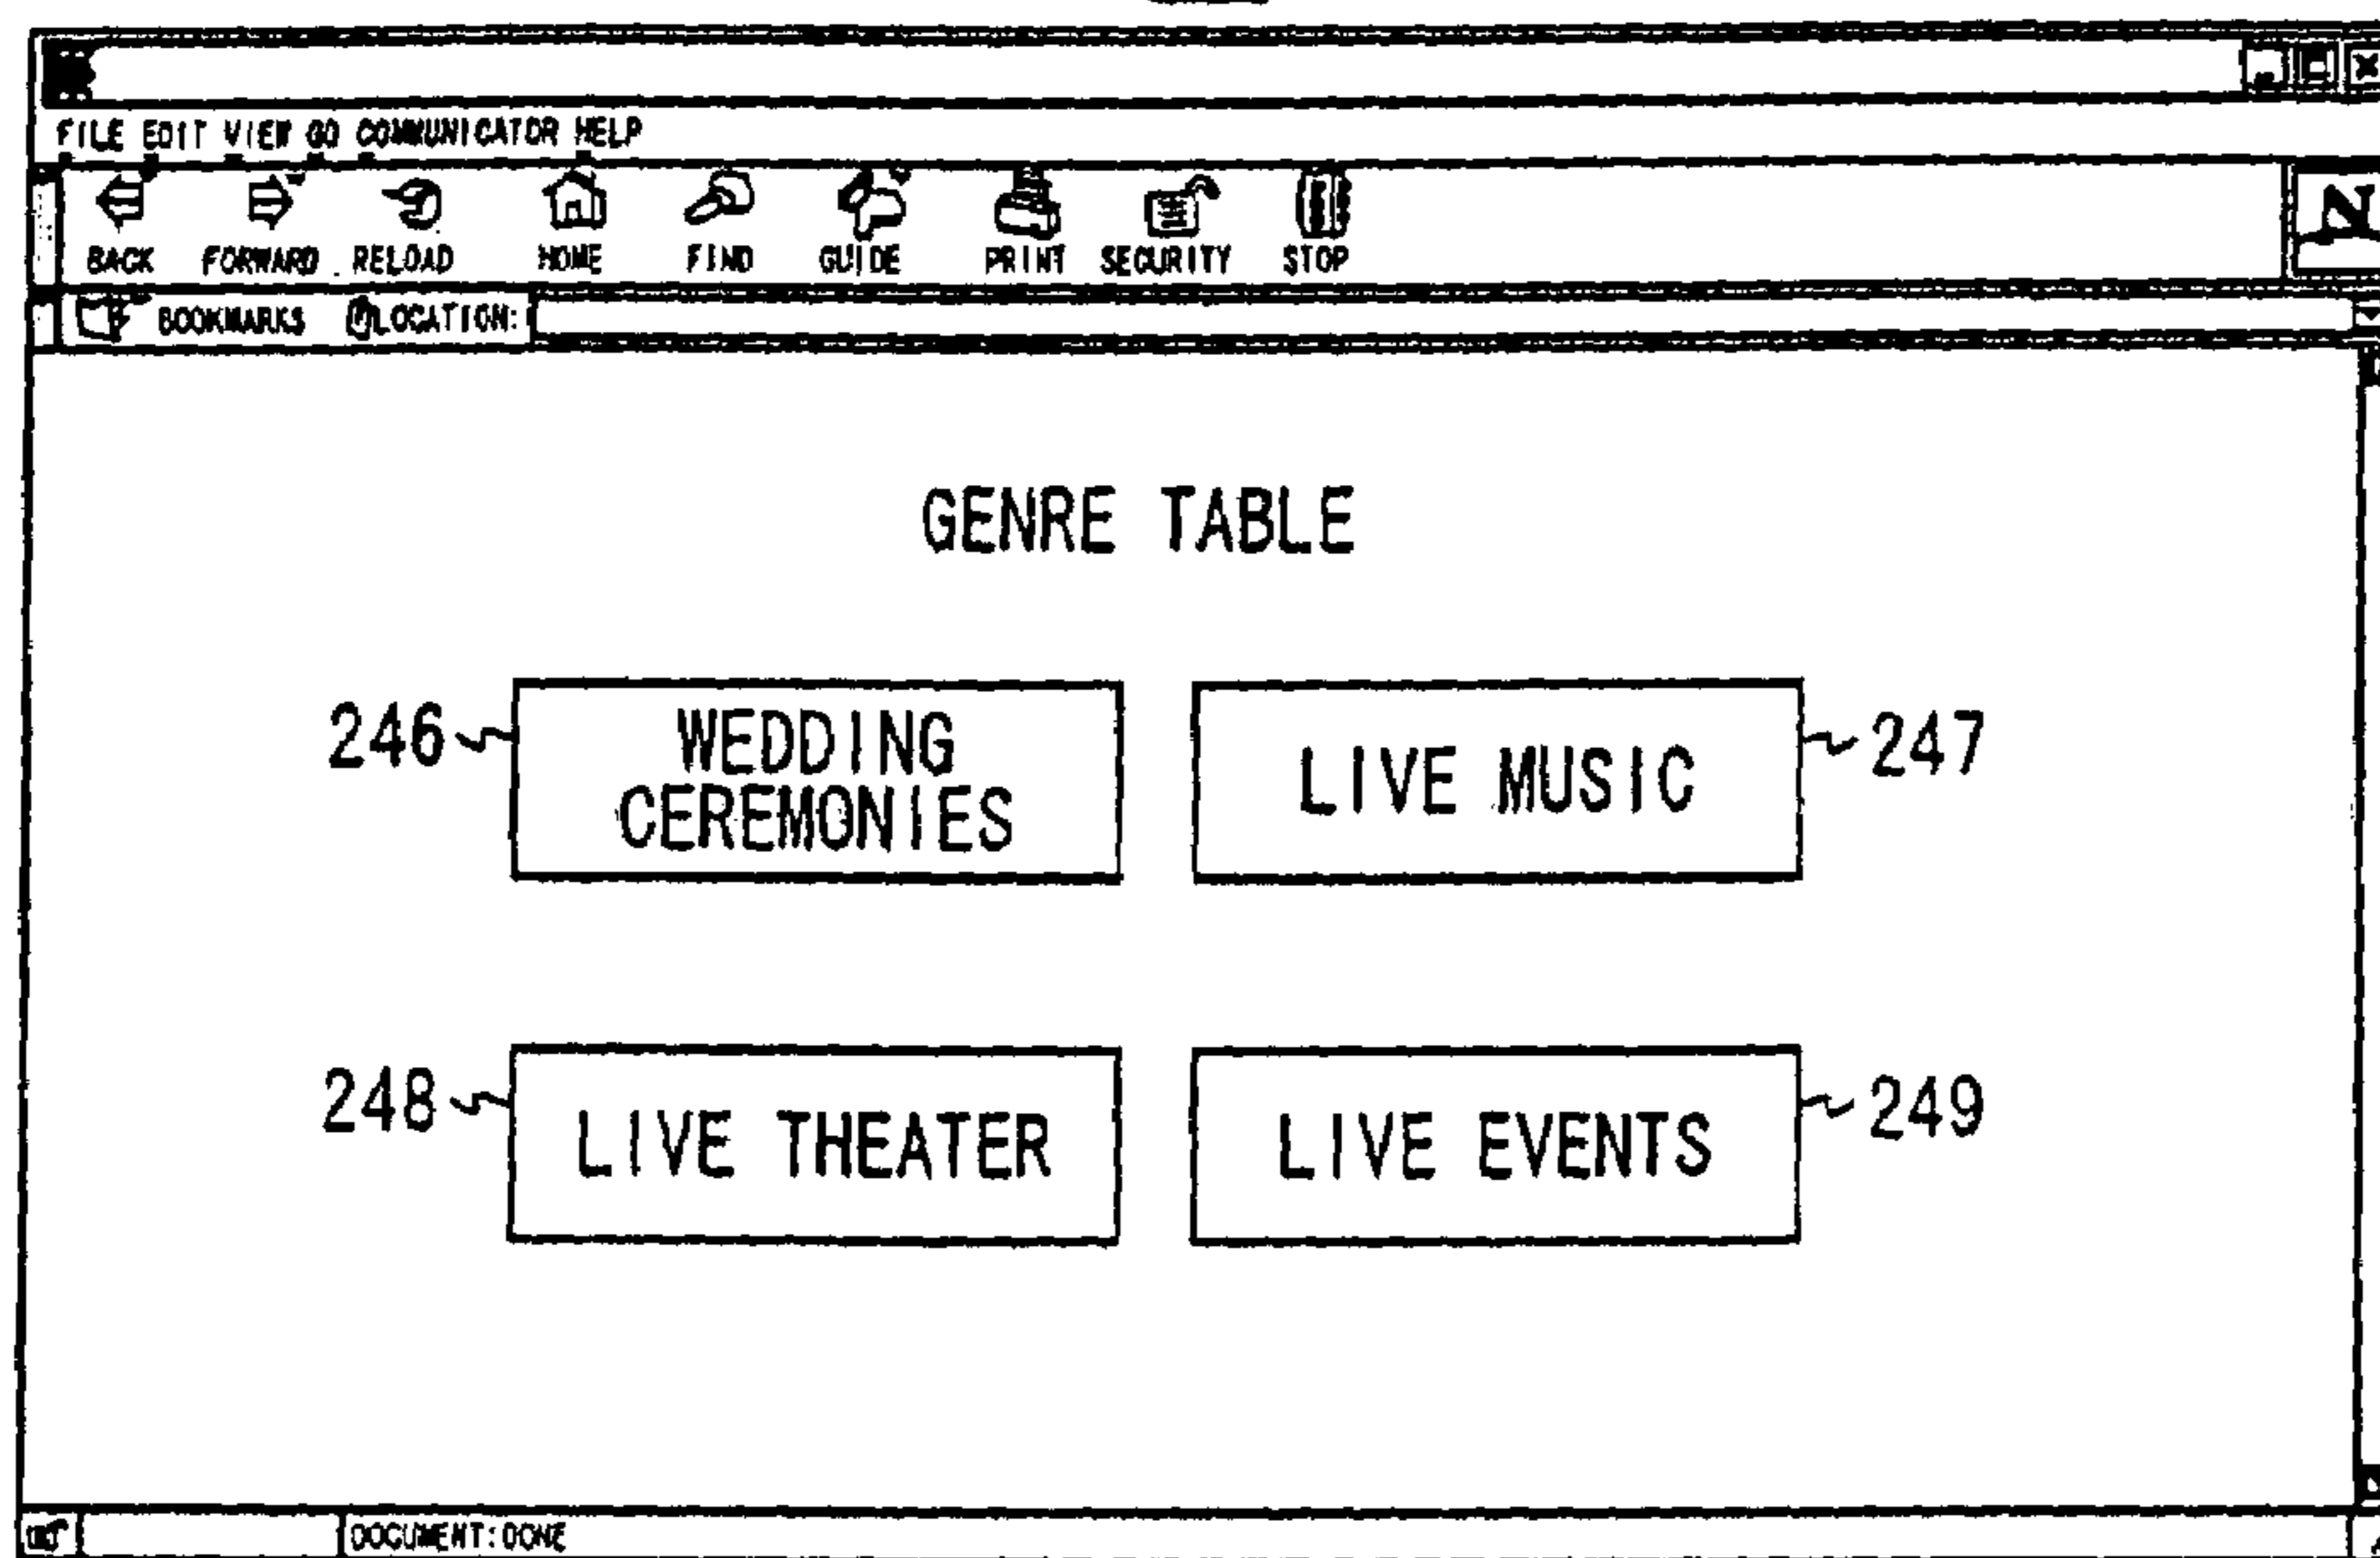 FILE EDIT VIEW GO COMMUNICATOR HELP
BACK FORWARD RELOAD HOME FIND GUIDE PRINT SECURITY STOP
N
BOOKMARKS LOCATION:
GENRE TABLE
246 WEDDING CEREMONIES
LIVE MUSIC 247
248 LIVE THEATER
LIVE EVENTS 249
DOCUMENT:DONE